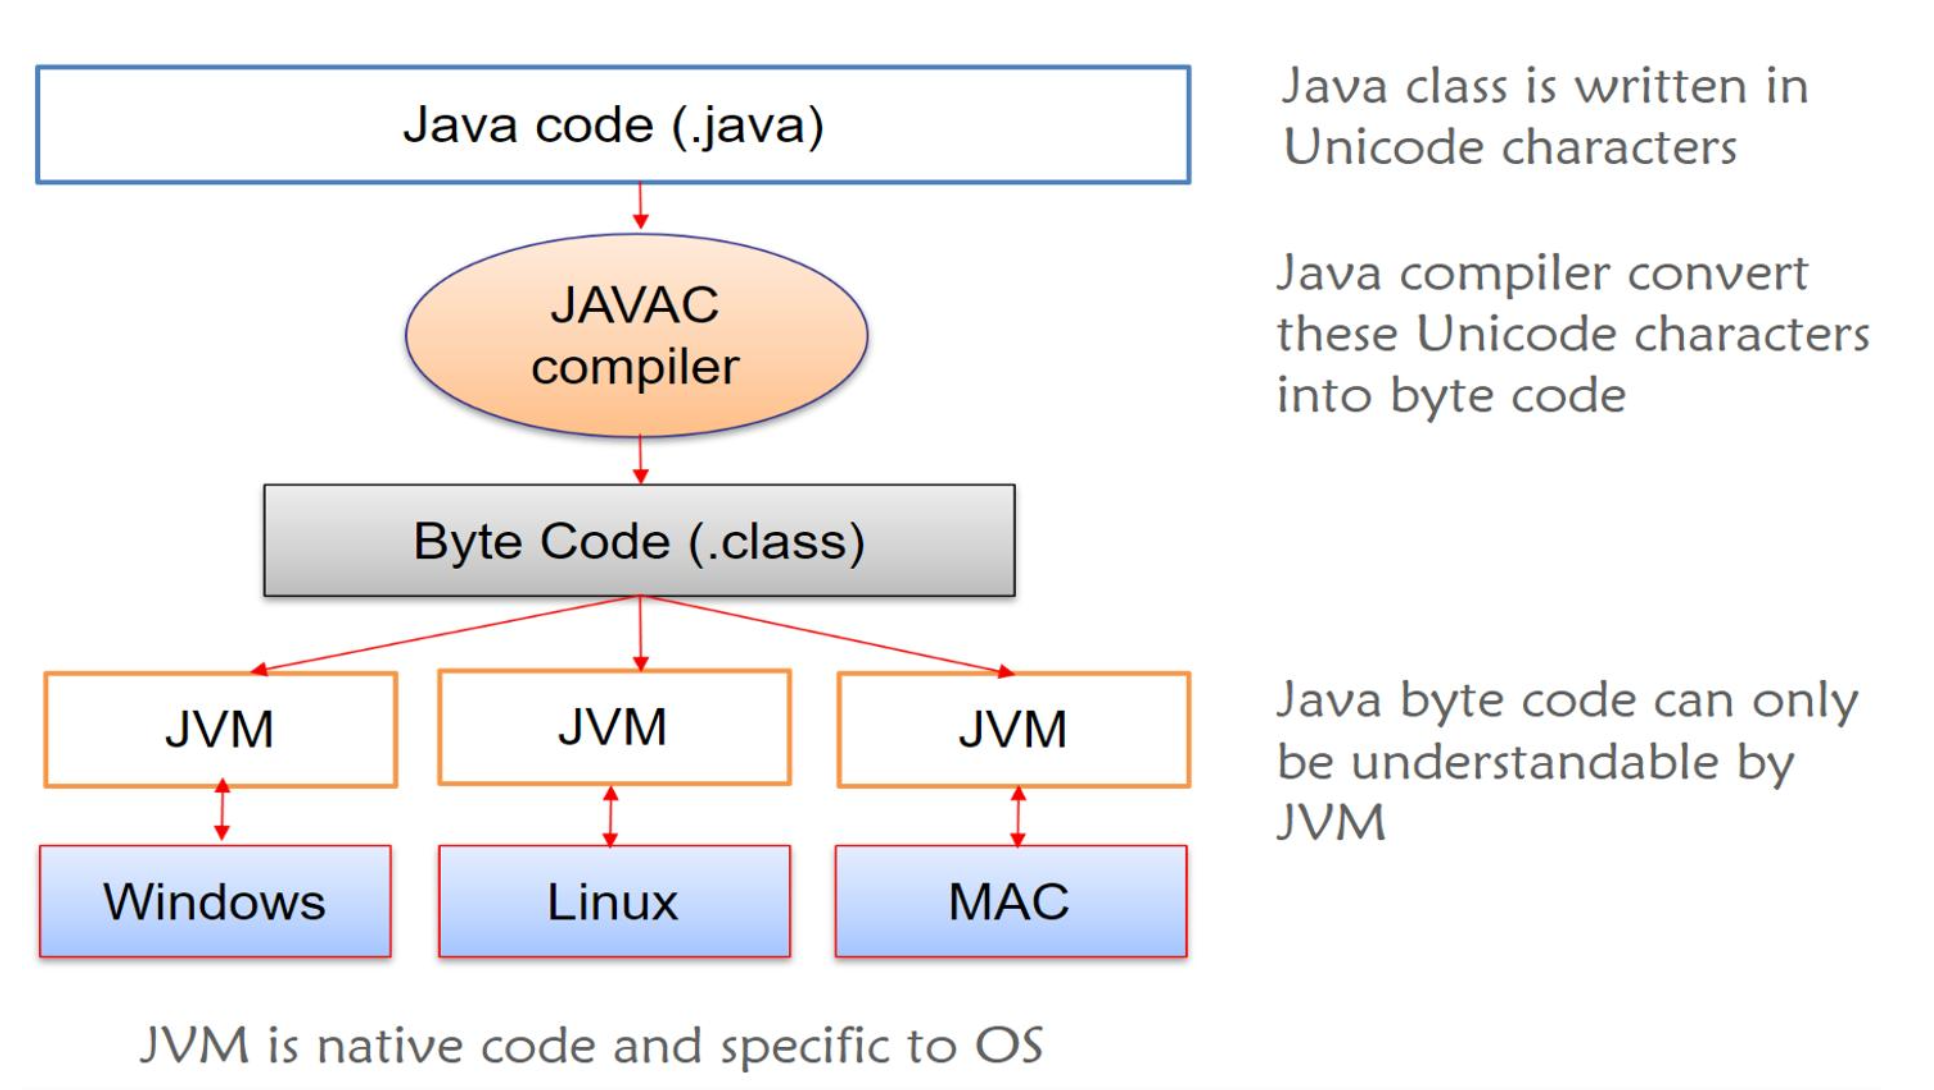 Java code (.java)
Java class is written in
Unicode characters
JAVAC
compiler
Java compiler convert
these Unicode characters
into byte code
Byte Code (.class)
JVM
JVM
JVM
Java byte code can only
be understandable by
JVM
Windows
Linux
MAC
JVM is native code and specific to OS